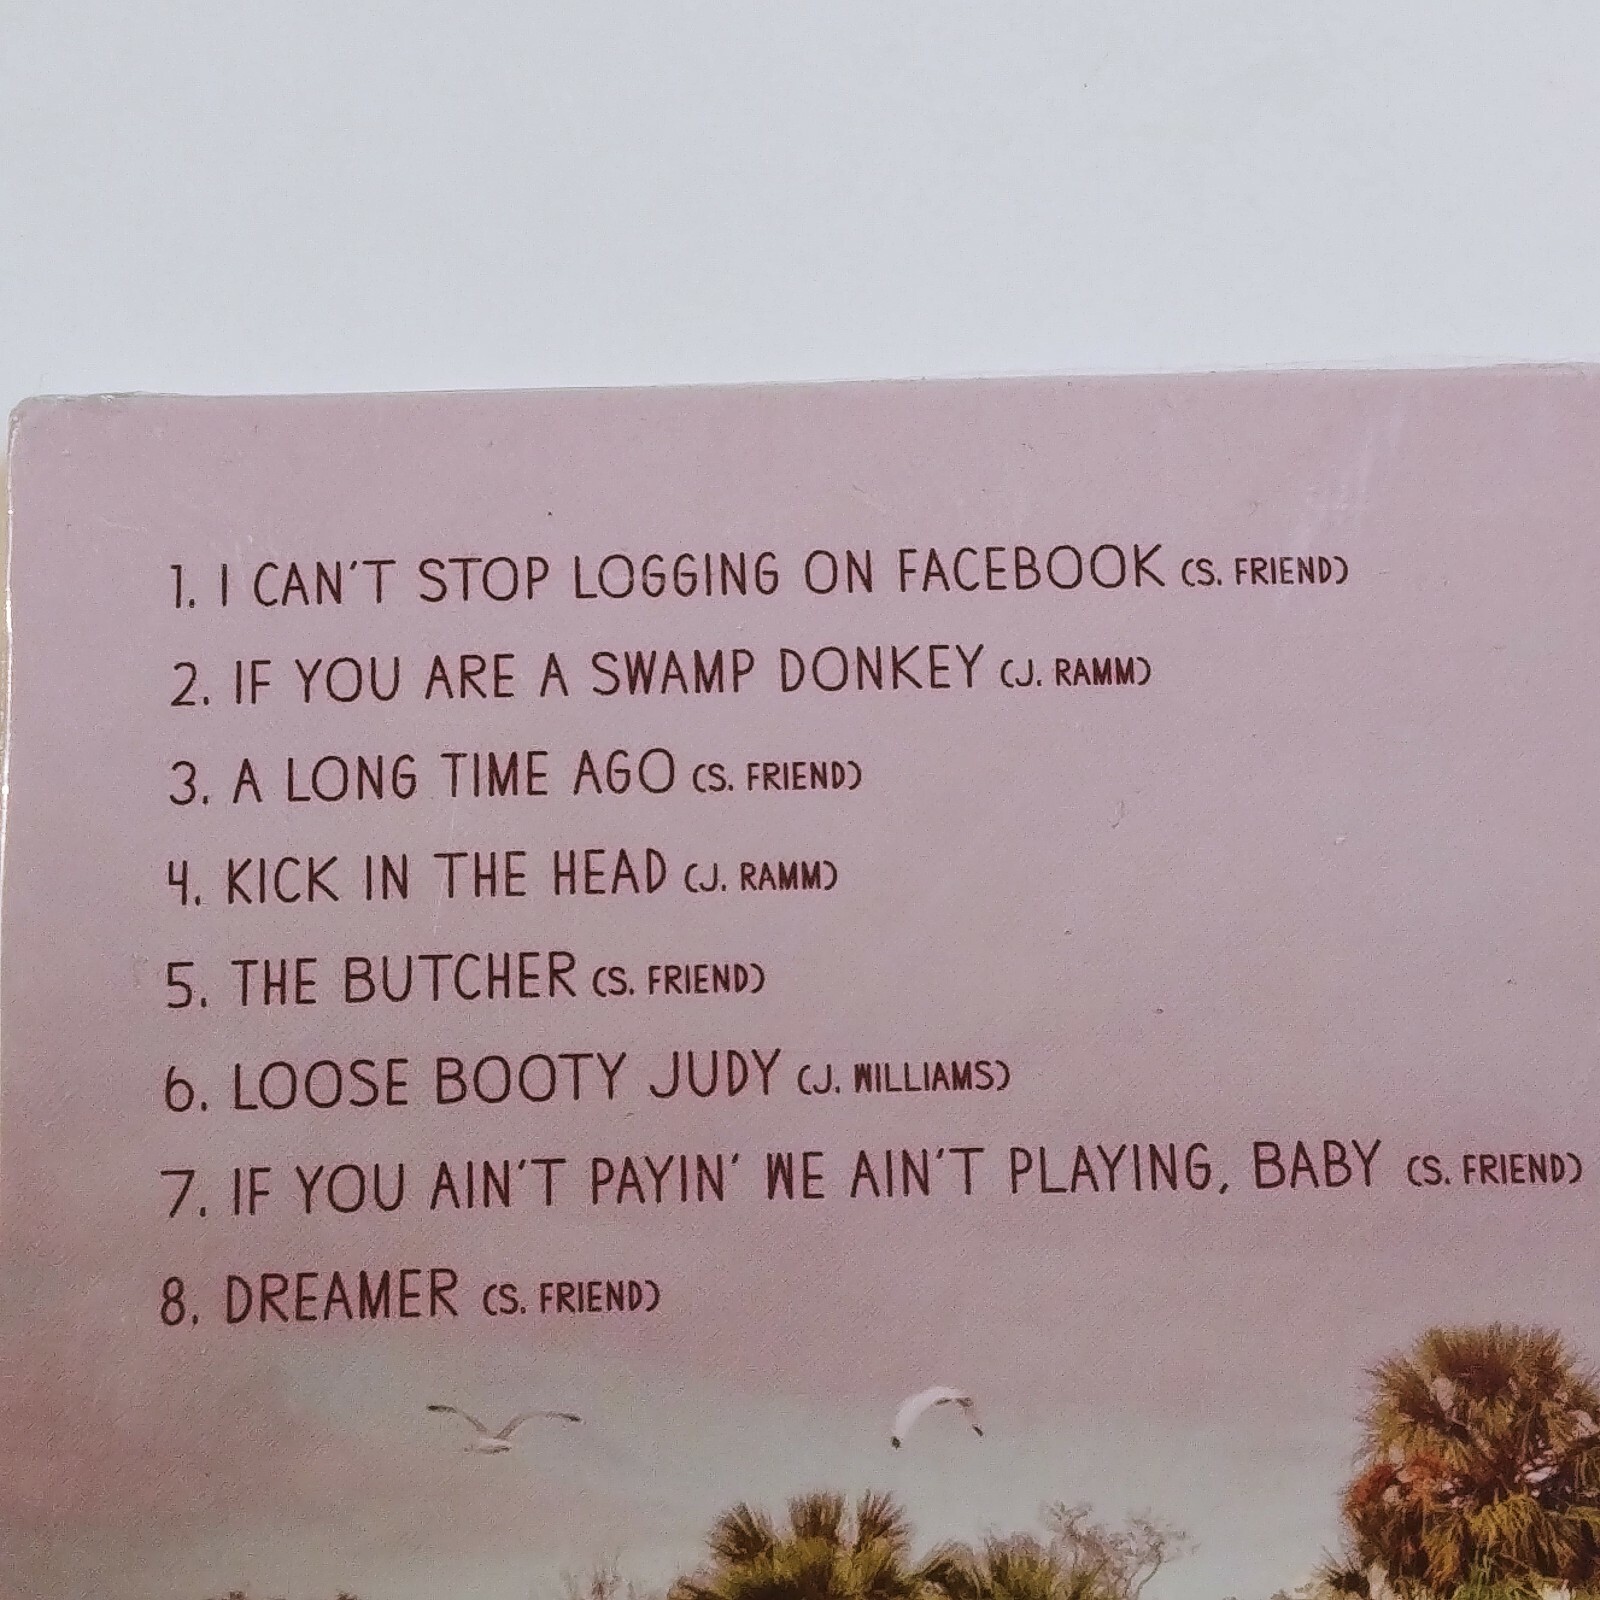 1. I CAN'T STOP LOGGING ON FACEBOOK (S. FRIEND)
2. IF YOU ARE A SWAMP DONKEY (J. RAMM)
3. A LONG TIME AGO (S. FRIEND)
4. KICK IN THE HEAD (J. RAMM)
5. THE BUTCHER (S. FRIEND)
6. LOOSE BOOTY JUDY (J. WILLIAMS)
7. IF YOU AIN'T PAYIN' WE AIN'T PLAYING, BABY (S. FRIEND)
8. DREAMER (S. FRIEND)